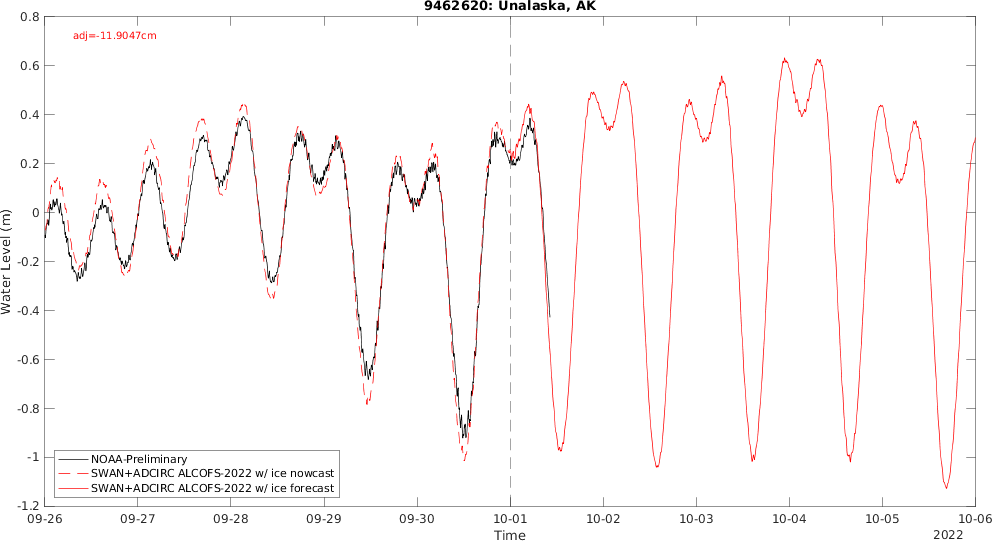 9462620: Unalaska, AK
adj=-11.9047cm
Water Level (m)
0.8
0.6
0.4
0.2
0
-0.2
-0.4
-0.6
-0.8
-1
-1.2
NOAA-Preliminary
SWAN+ADCIRC ALCOFS-2022 w/ ice nowcast
SWAN+ADCIRC ALCOFS-2022 w/ ice forecast
09-26 09-27 09-28 09-29 09-30 10-01 10-02 10-03 10-04 10-05 10-06
Time
2022